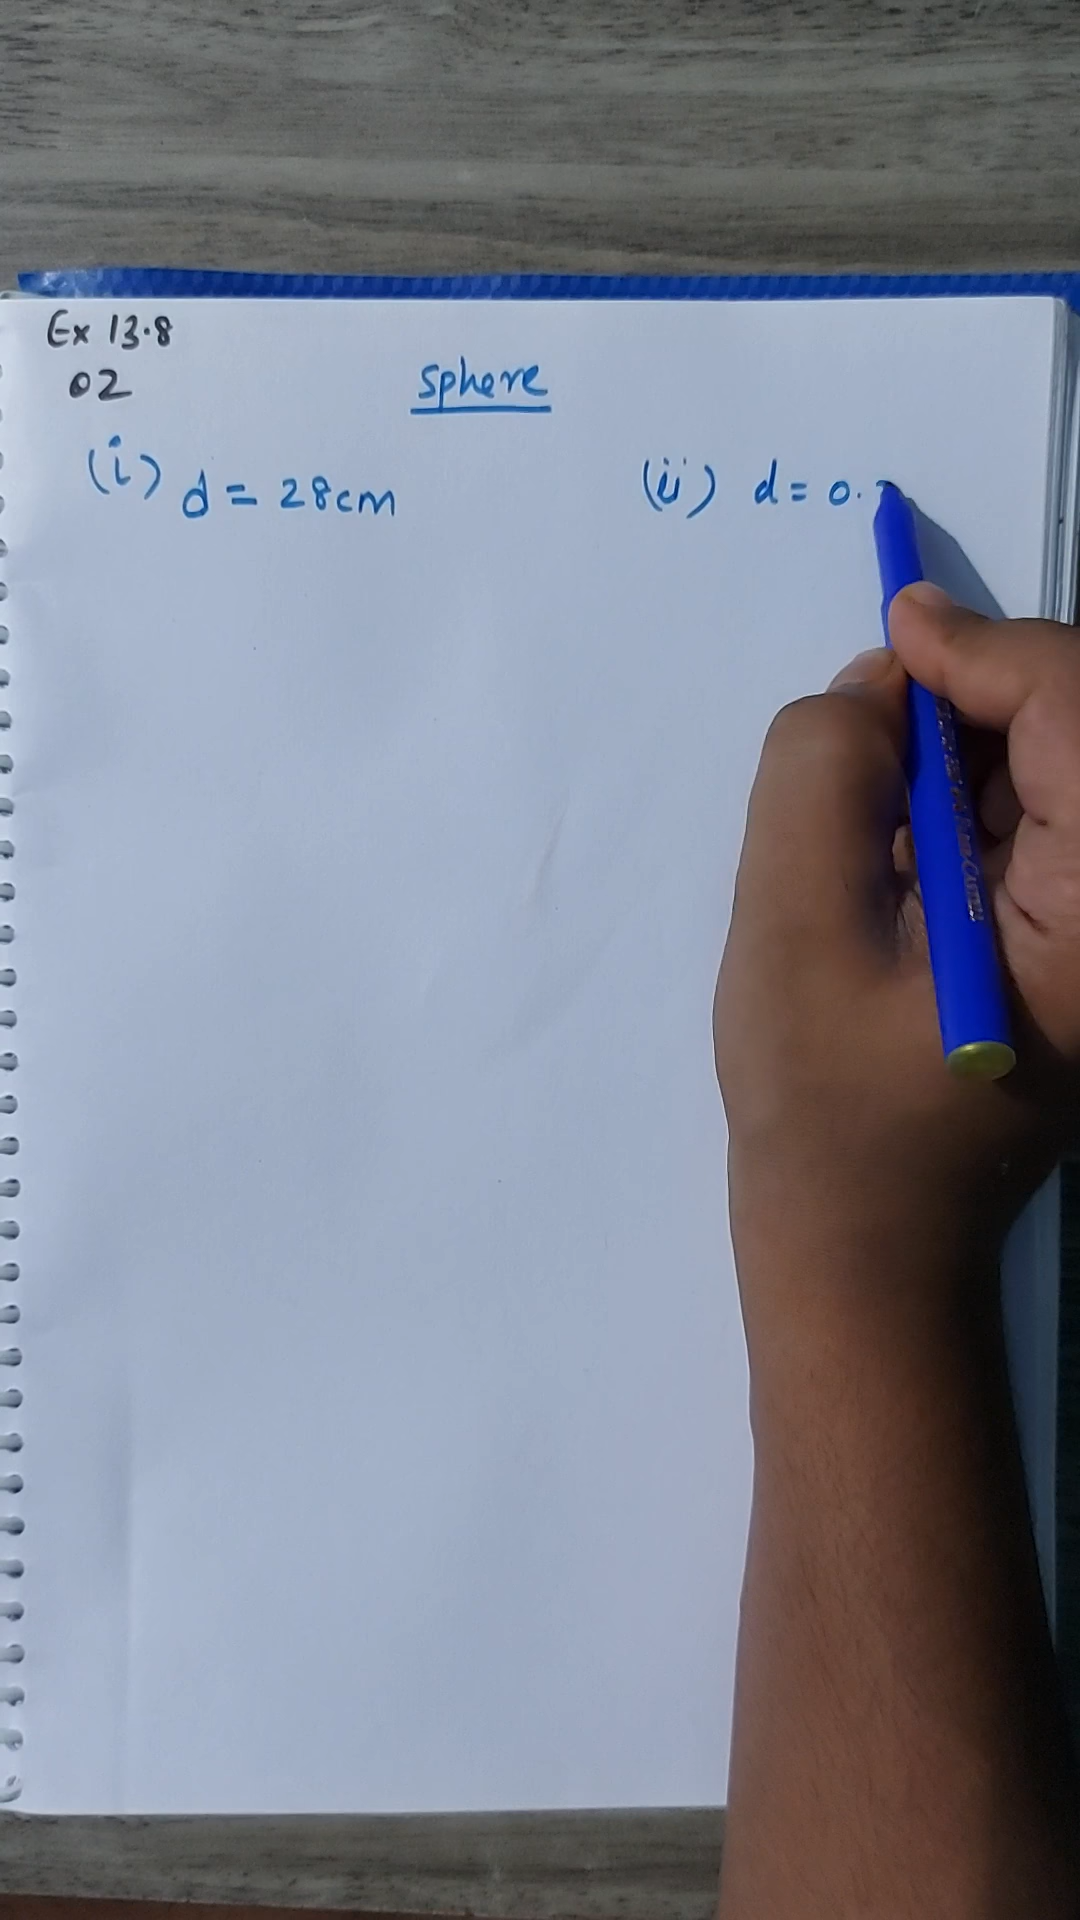 Ex 13.8
02
Sphere
(i) d = 28cm
(ii) d = 0.